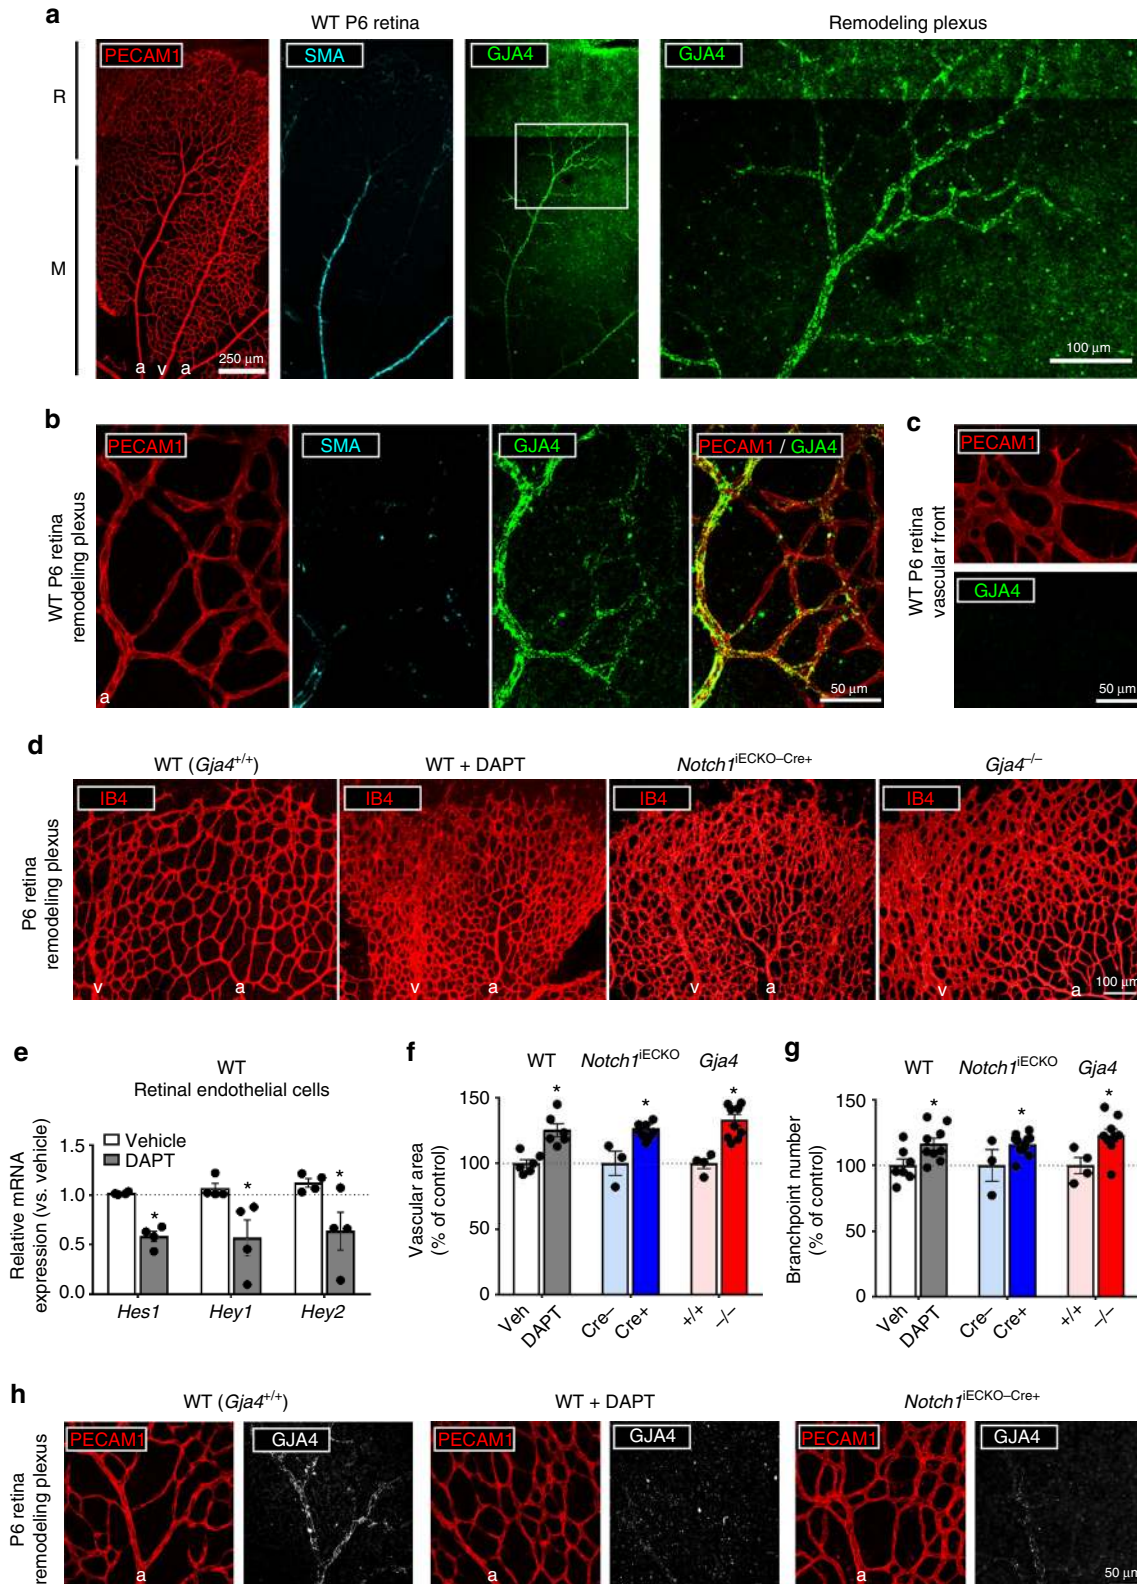 a
WT P6 retina
Remodeling plexus
PECAM1
SMA
GJA4
GJA4
R
M
a v a
250 μm
100 μm
b
WT P6 retina
remodeling plexus
PECAM1
SMA
GJA4
PECAM1 / GJA4
a
50 μm
c
WT P6 retina
vascular front
PECAM1
GJA4
50 μm
d
WT (Gja4+/+)
WT + DAPT
Notch1iECKO–Cre+
Gja4–/–
P6 retina
remodeling plexus
IB4
IB4
IB4
IB4
v a
v a
v a
v a
100 μm
e
WT
Retinal endothelial cells
Vehicle
DAPT
Relative mRNA
expression (vs. vehicle)
1.5
1.0
0.5
0.0
* * *
Hes1 Hey1 Hey2
f
WT Notch1iECKO Gja4
* * *
Vascular area
(% of control)
150
100
50
0
Veh DAPT Cre– Cre+ +/+ –/–
g
WT Notch1iECKO Gja4
* * *
Branchpoint number
(% of control)
150
100
50
0
Veh DAPT Cre– Cre+ +/+ –/–
h
WT (Gja4+/+)
WT + DAPT
Notch1iECKO–Cre+
P6 retina
remodeling plexus
PECAM1
GJA4
PECAM1
GJA4
PECAM1
GJA4
a
a
a
50 μm